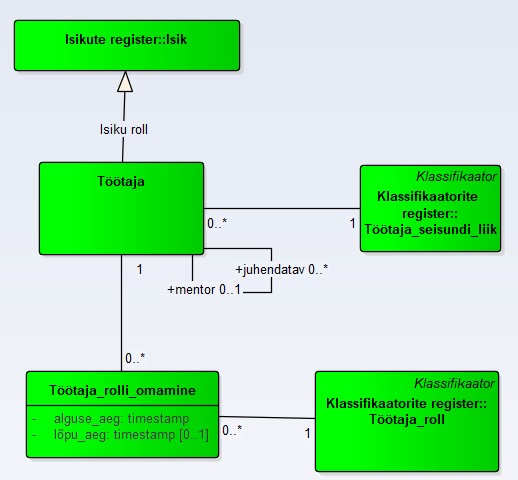 Isikute register::Isik
Isiku roll
Töötaja
Klassifikaator
Klassifikaatorite
register::
Töötaja_seisundi_liik
0..*
1
1
+juhendatav 0..*
+mentor 0..1
0..*
Töötaja_rolli_omamine
- alguse_aeg: timestamp
- lõpu_aeg: timestamp [0..1]
0..*
1
Klassifikaator
Klassifikaatorite register::
Töötaja_roll